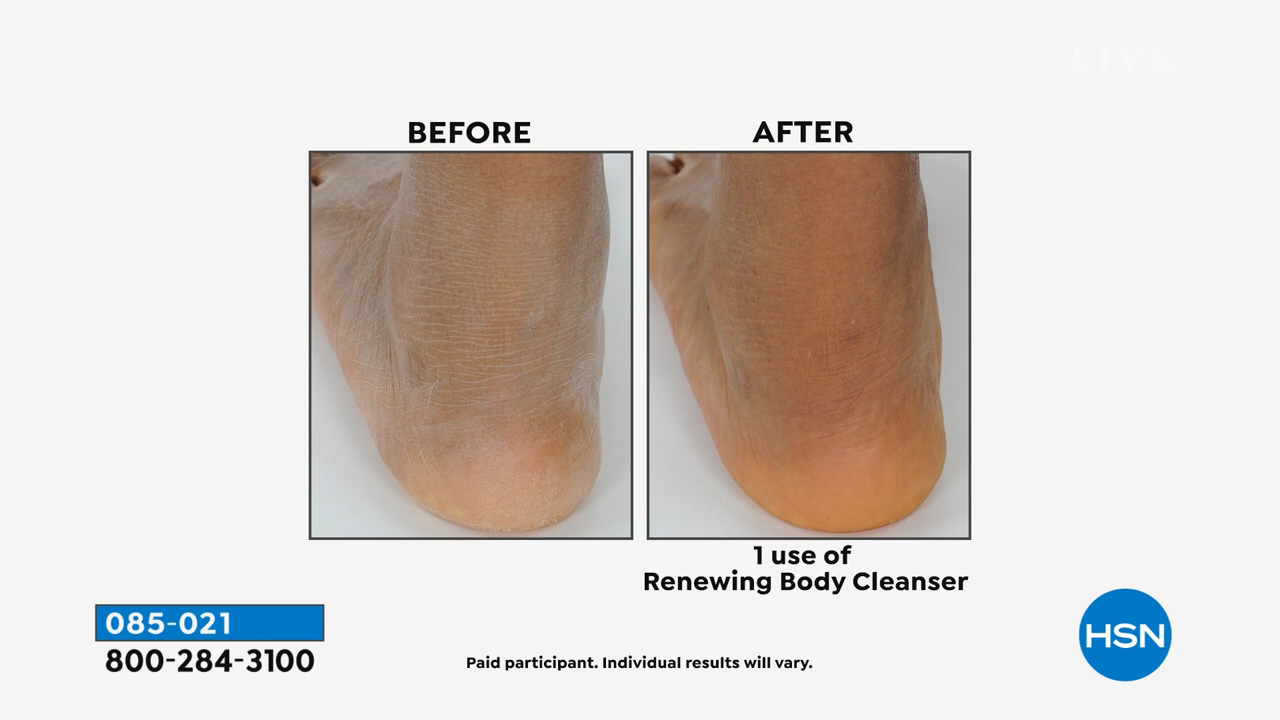 LIVE
BEFORE
AFTER
1 use of
Renewing Body Cleanser
085-021
800-284-3100
Paid participant. Individual results will vary.
HSN